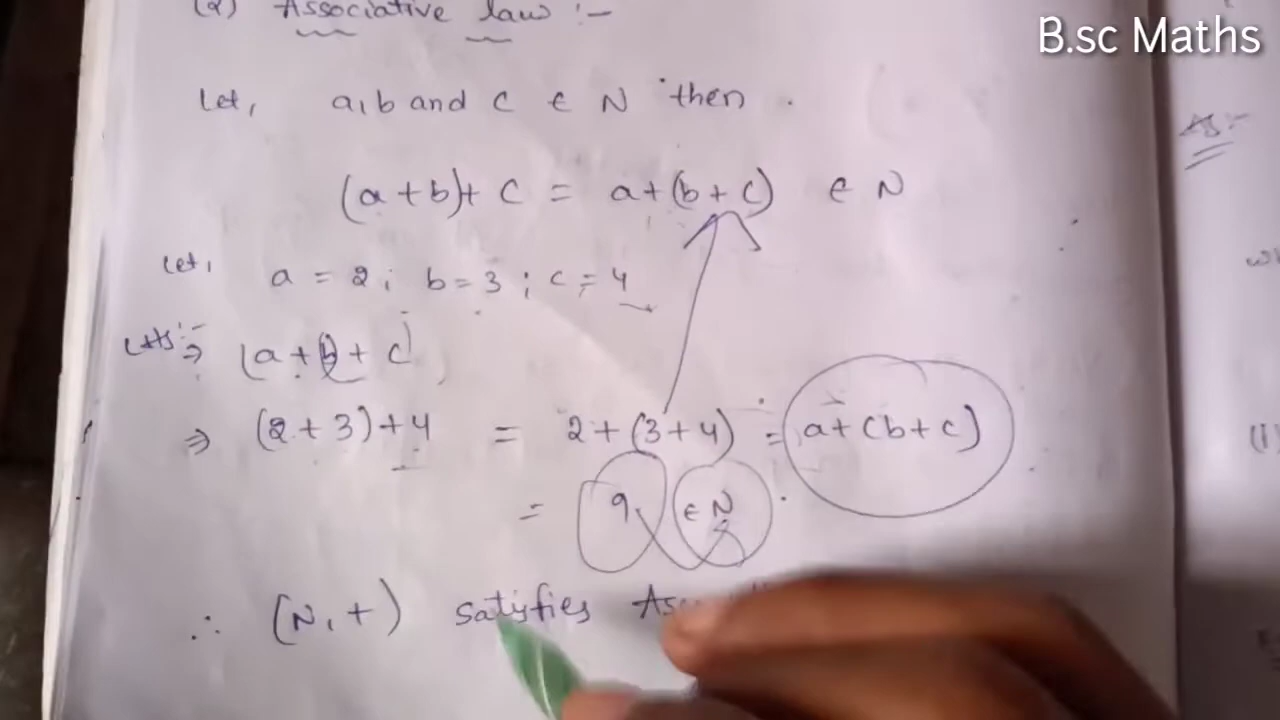 (2) Associative law :-
B.sc Maths
Let, a, b and c ∈ N then .
(a + b) + c = a + (b + c) ∈ N
Let, a = 2 ; b = 3 ; c = 4
LHS :- ⇒ (a + b) + c
⇒ (2 + 3) + 4 = 2 + (3 + 4) = a + (b + c)
= 9 ∈ N .
∴ (N, +) satisfies